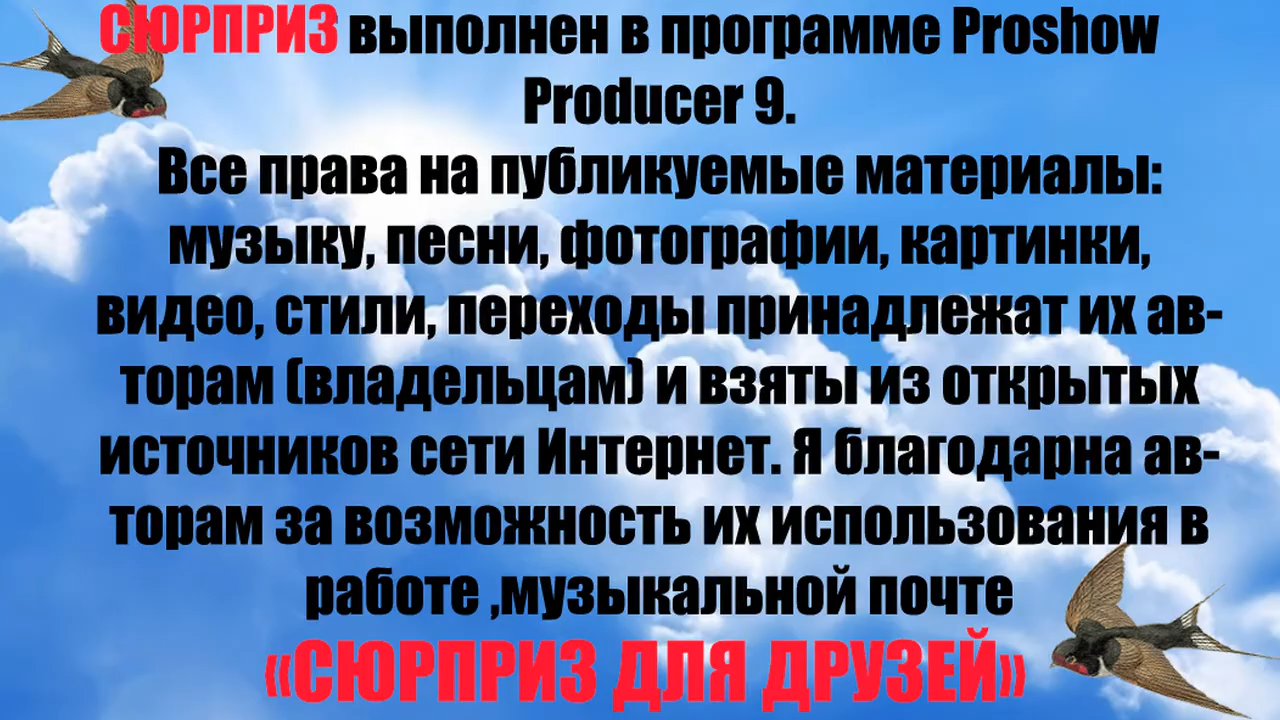 СЮРПРИЗ выполнен в программе Proshow
Producer 9.
Все права на публикуемые материалы:
музыку, песни, фотографии, картинки,
видео, стили, переходы принадлежат их ав-
торам (владельцам) и взяты из открытых
источников сети Интернет. Я благодарна ав-
торам за возможность их использования в
работе ,музыкальной почте
«СЮРПРИЗ ДЛЯ ДРУЗЕЙ»